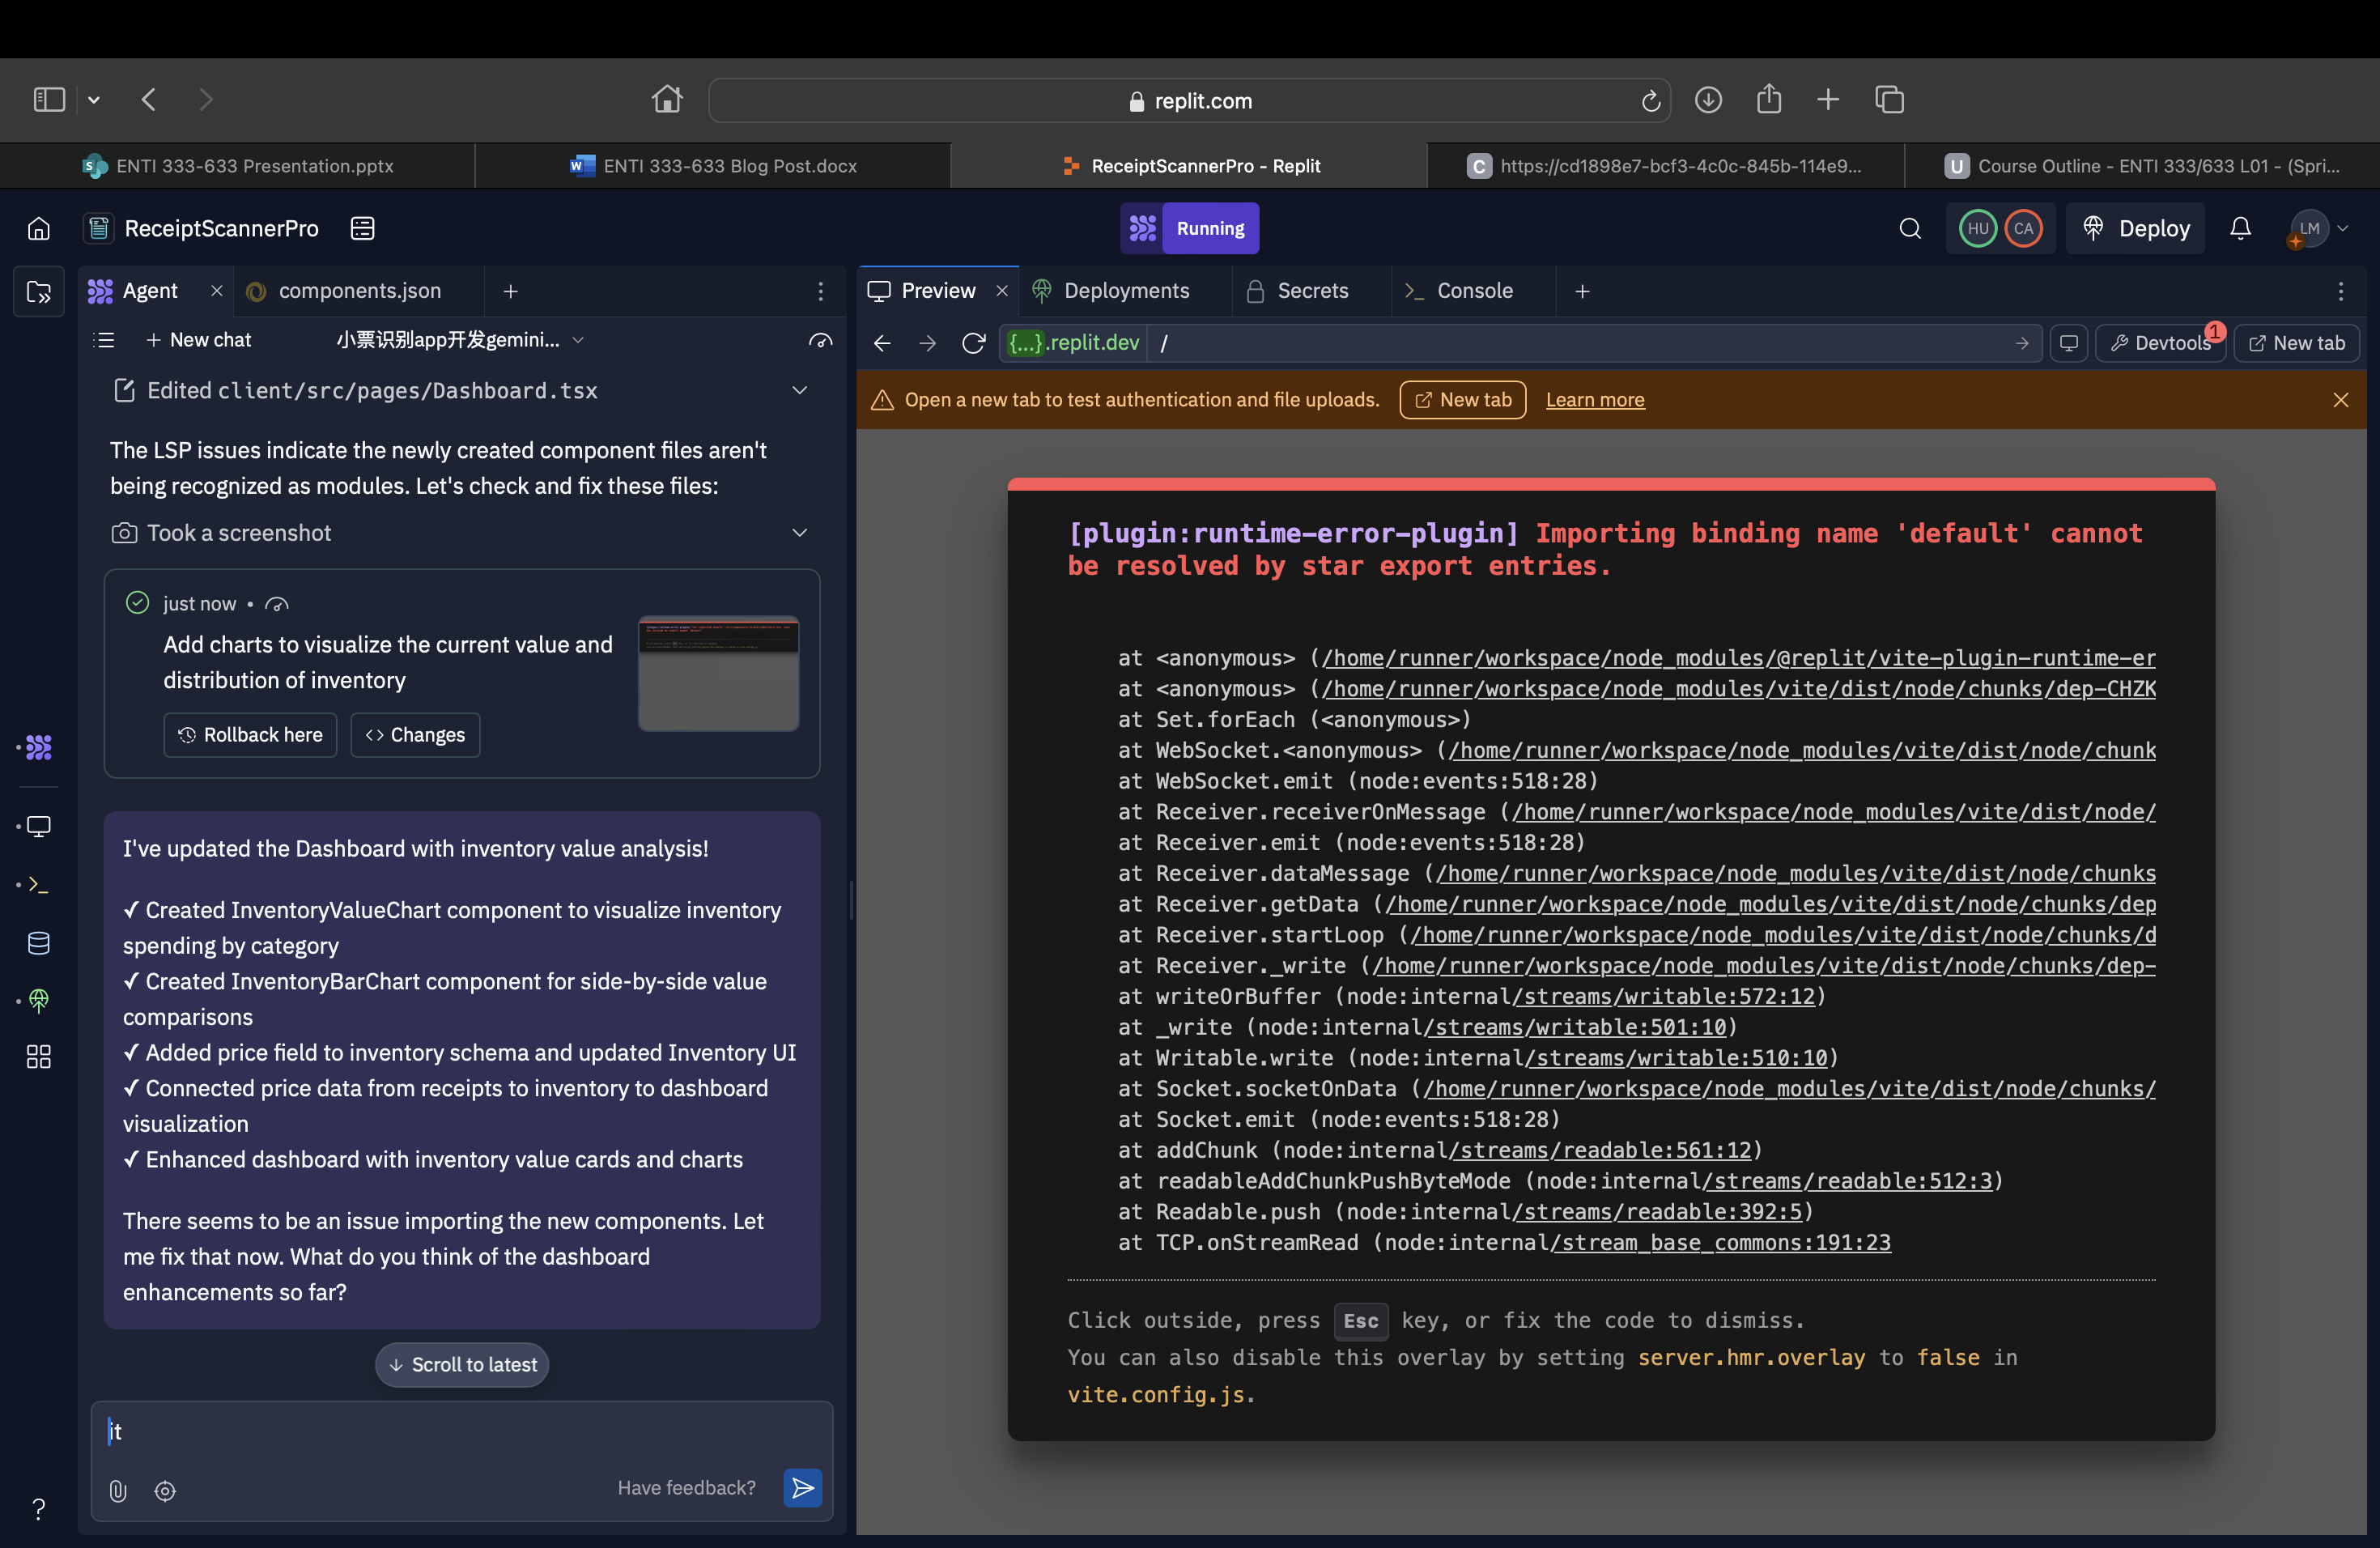 replit.com
ENTI 333-633 Presentation.pptx
ENTI 333-633 Blog Post.docx
ReceiptScannerPro - Replit
C https://cd1898e7-bcf3-4c0c-845b-114e9...
U Course Outline - ENTI 333/633 L01 - (Spri...
ReceiptScannerPro
Running
HU
CA
Deploy
LM
Agent
components.json
New chat
小票识别app开发gemini...
Edited client/src/pages/Dashboard.tsx
The LSP issues indicate the newly created component files aren't
being recognized as modules. Let's check and fix these files:
Took a screenshot
just now •
Add charts to visualize the current value and
distribution of inventory
Rollback here
Changes
I've updated the Dashboard with inventory value analysis!
✓ Created InventoryValueChart component to visualize inventory
spending by category
✓ Created InventoryBarChart component for side-by-side value
comparisons
✓ Added price field to inventory schema and updated Inventory UI
✓ Connected price data from receipts to inventory to dashboard
visualization
✓ Enhanced dashboard with inventory value cards and charts
There seems to be an issue importing the new components. Let
me fix that now. What do you think of the dashboard
enhancements so far?
Scroll to latest
it
Have feedback?
Preview
Deployments
Secrets
Console
{...}.replit.dev /
Devtools
1
New tab
Open a new tab to test authentication and file uploads.
New tab
Learn more
[plugin:runtime-error-plugin] Importing binding name 'default' cannot
be resolved by star export entries.
at <anonymous> (/home/runner/workspace/node_modules/@replit/vite-plugin-runtime-er
at <anonymous> (/home/runner/workspace/node_modules/vite/dist/node/chunks/dep-CHZK
at Set.forEach (<anonymous>)
at WebSocket.<anonymous> (/home/runner/workspace/node_modules/vite/dist/node/chunk
at WebSocket.emit (node:events:518:28)
at Receiver.receiverOnMessage (/home/runner/workspace/node_modules/vite/dist/node/
at Receiver.emit (node:events:518:28)
at Receiver.dataMessage (/home/runner/workspace/node_modules/vite/dist/node/chunks
at Receiver.getData (/home/runner/workspace/node_modules/vite/dist/node/chunks/dep
at Receiver.startLoop (/home/runner/workspace/node_modules/vite/dist/node/chunks/d
at Receiver._write (/home/runner/workspace/node_modules/vite/dist/node/chunks/dep-
at writeOrBuffer (node:internal/streams/writable:572:12)
at _write (node:internal/streams/writable:501:10)
at Writable.write (node:internal/streams/writable:510:10)
at Socket.socketOnData (/home/runner/workspace/node_modules/vite/dist/node/chunks/
at Socket.emit (node:events:518:28)
at addChunk (node:internal/streams/readable:561:12)
at readableAddChunkPushByteMode (node:internal/streams/readable:512:3)
at Readable.push (node:internal/streams/readable:392:5)
at TCP.onStreamRead (node:internal/stream_base_commons:191:23
Click outside, press Esc key, or fix the code to dismiss.
You can also disable this overlay by setting server.hmr.overlay to false in
vite.config.js.